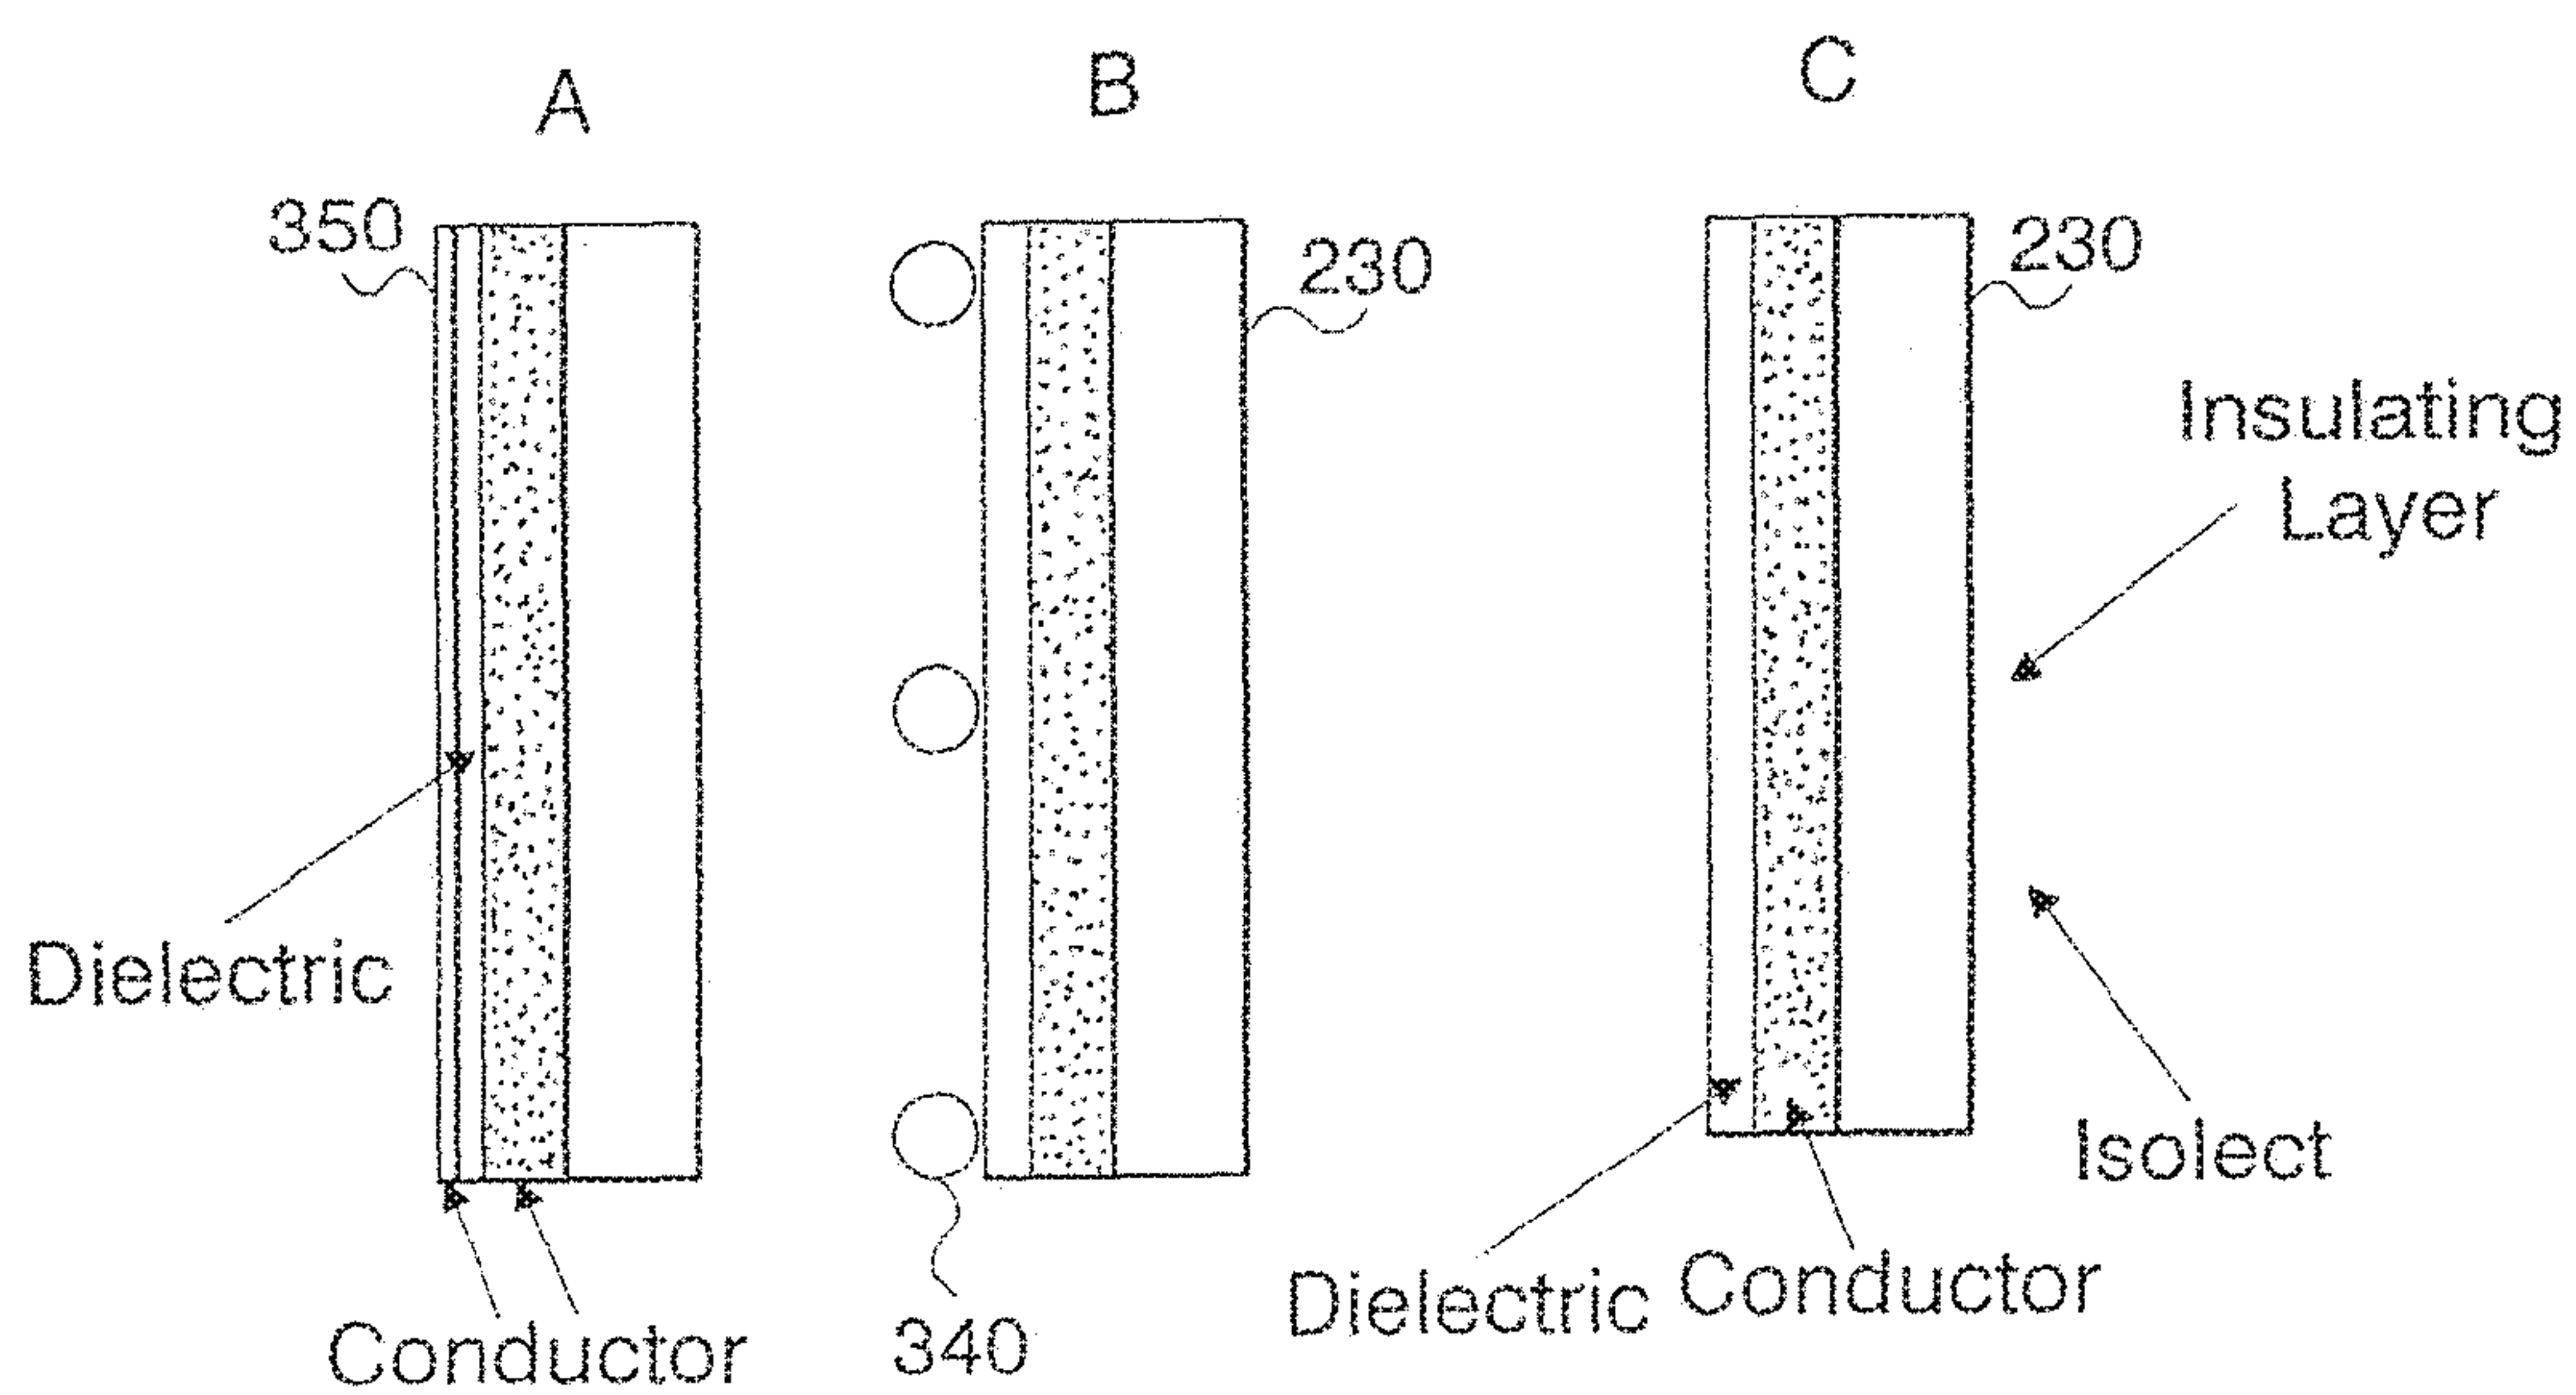 A
B
C
350
230
230
Insulating
Layer
Dielectric
Isolect
Dielectric
Conductor
Conductor
340